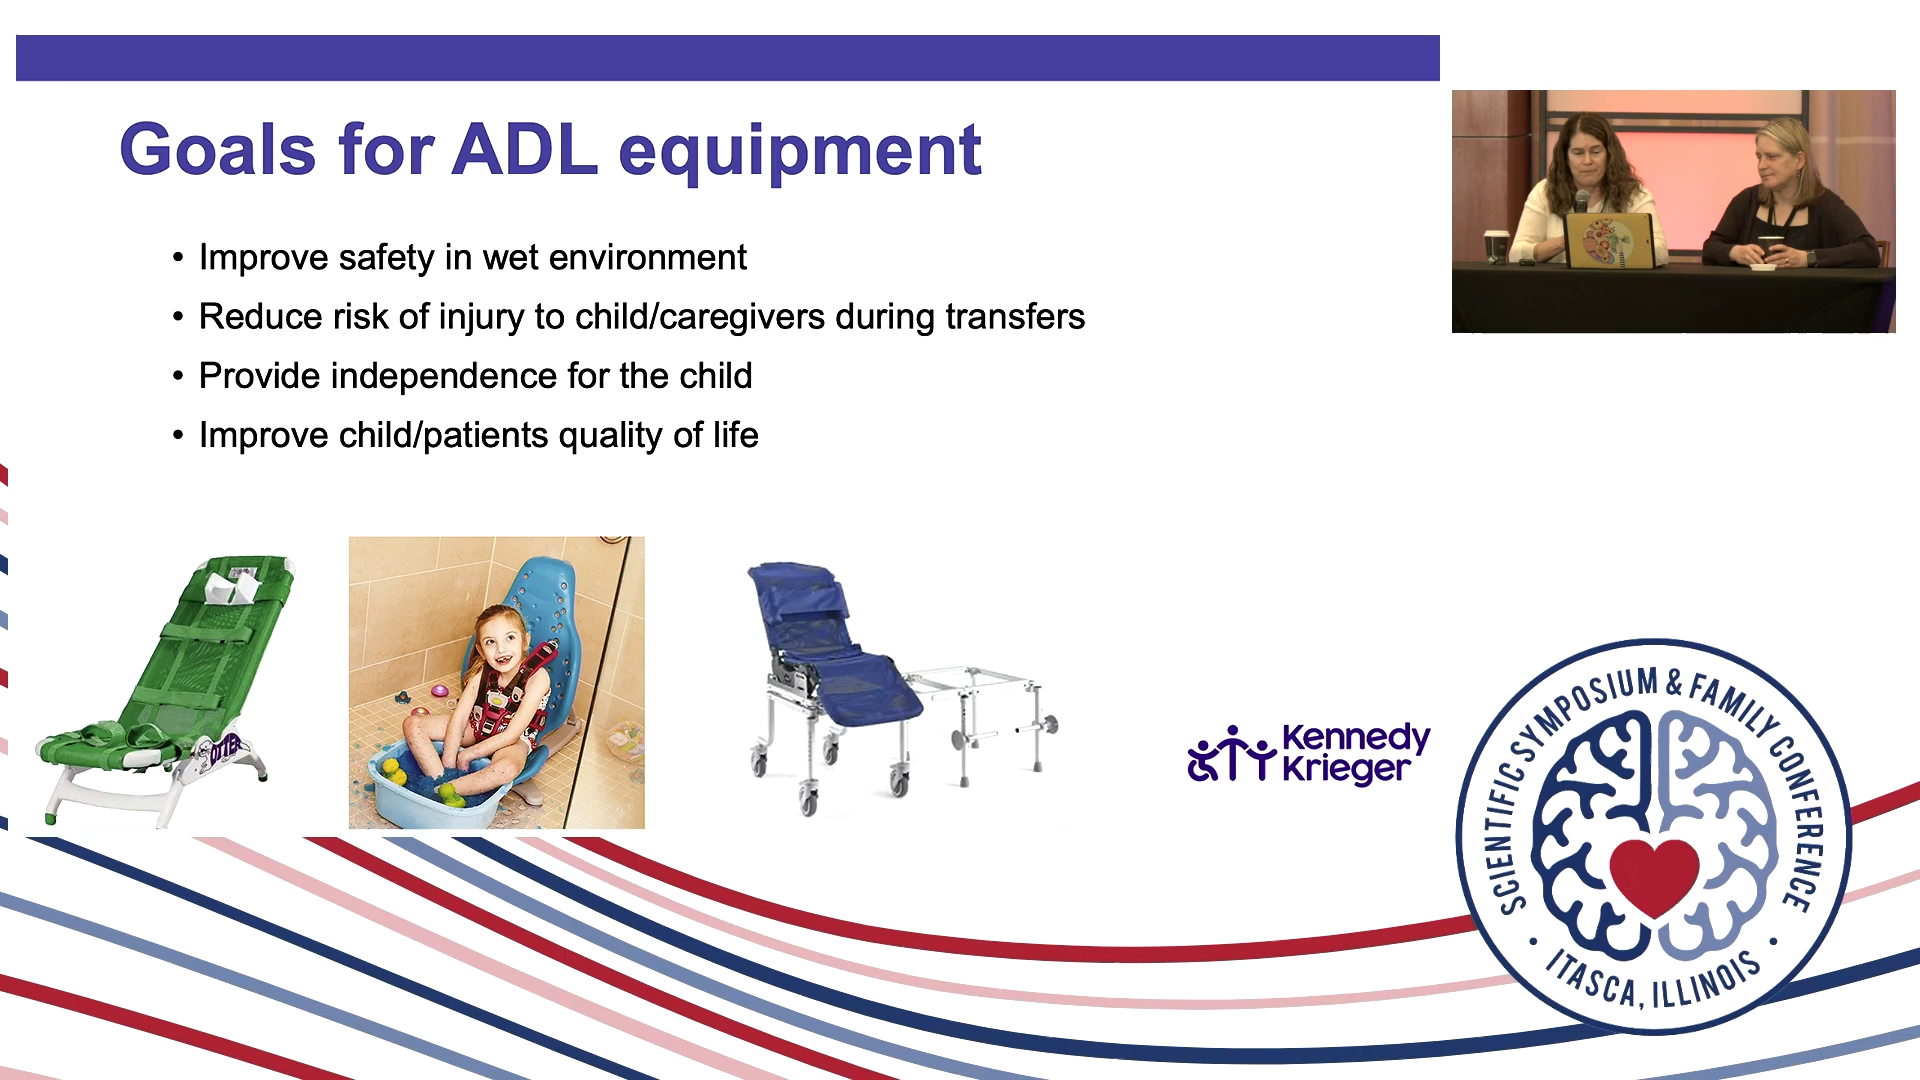 Goals for ADL equipment
• Improve safety in wet environment
• Reduce risk of injury to child/caregivers during transfers
• Provide independence for the child
• Improve child/patients quality of life
OTTER
Kennedy
Krieger
SCIENTIFIC SYMPOSIUM & FAMILY CONFERENCE
• ITASCA, ILLINOIS •